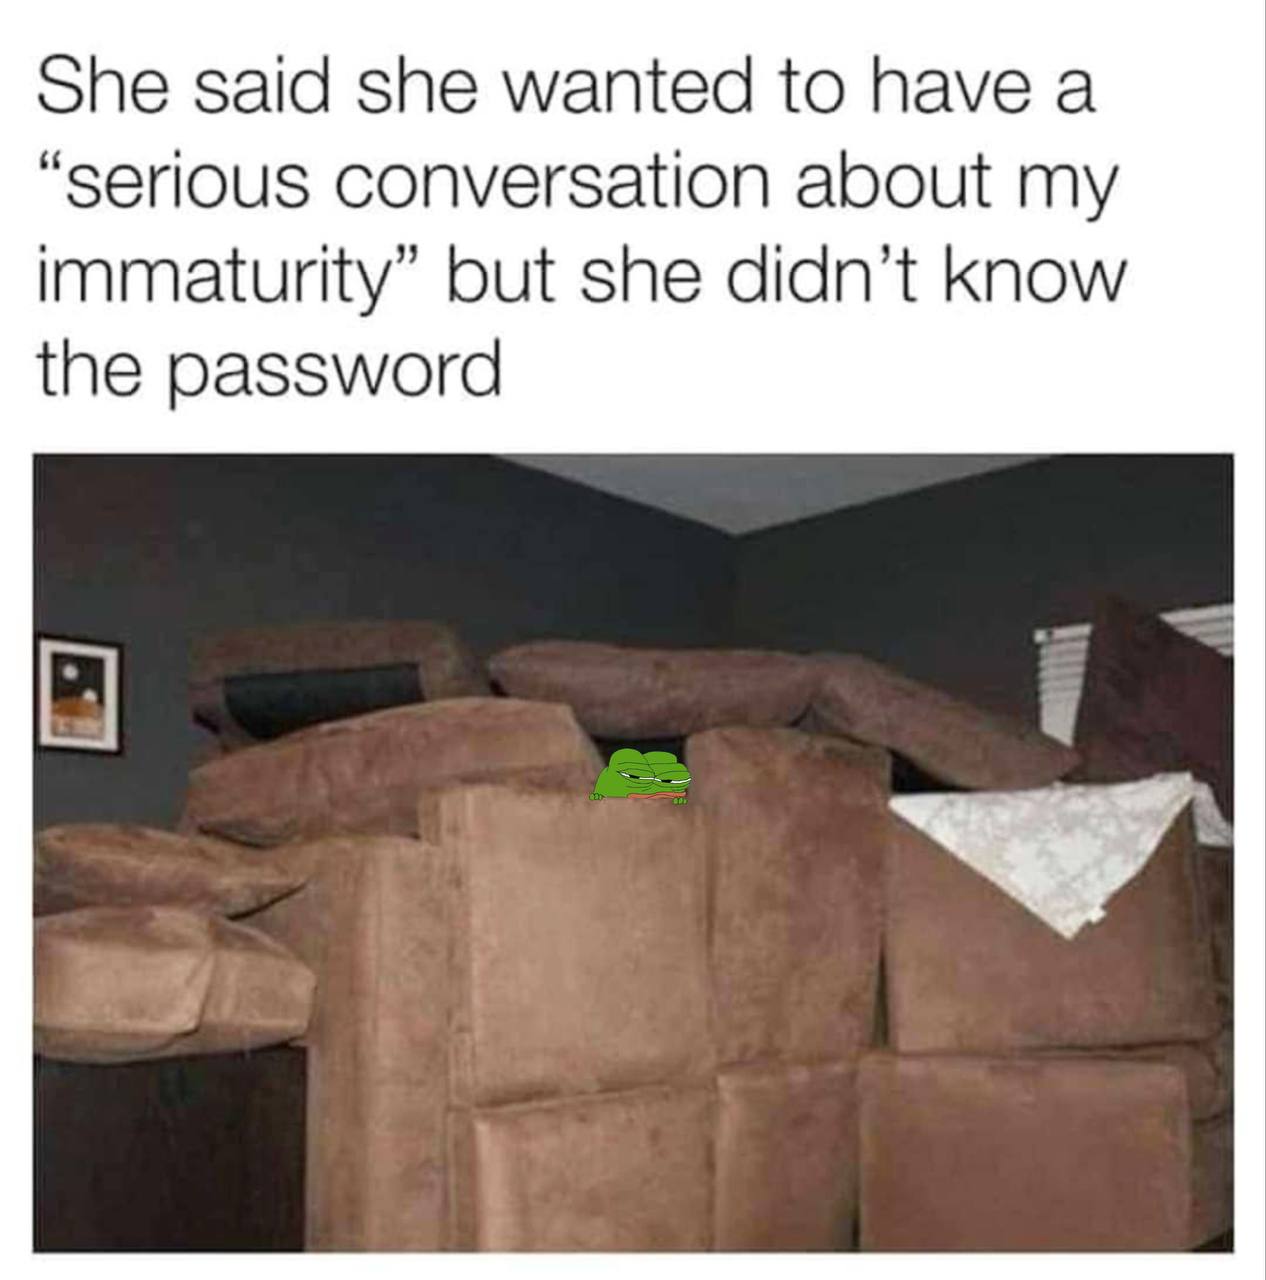 She said she wanted to have a
“serious conversation about my
immaturity” but she didn’t know
the password